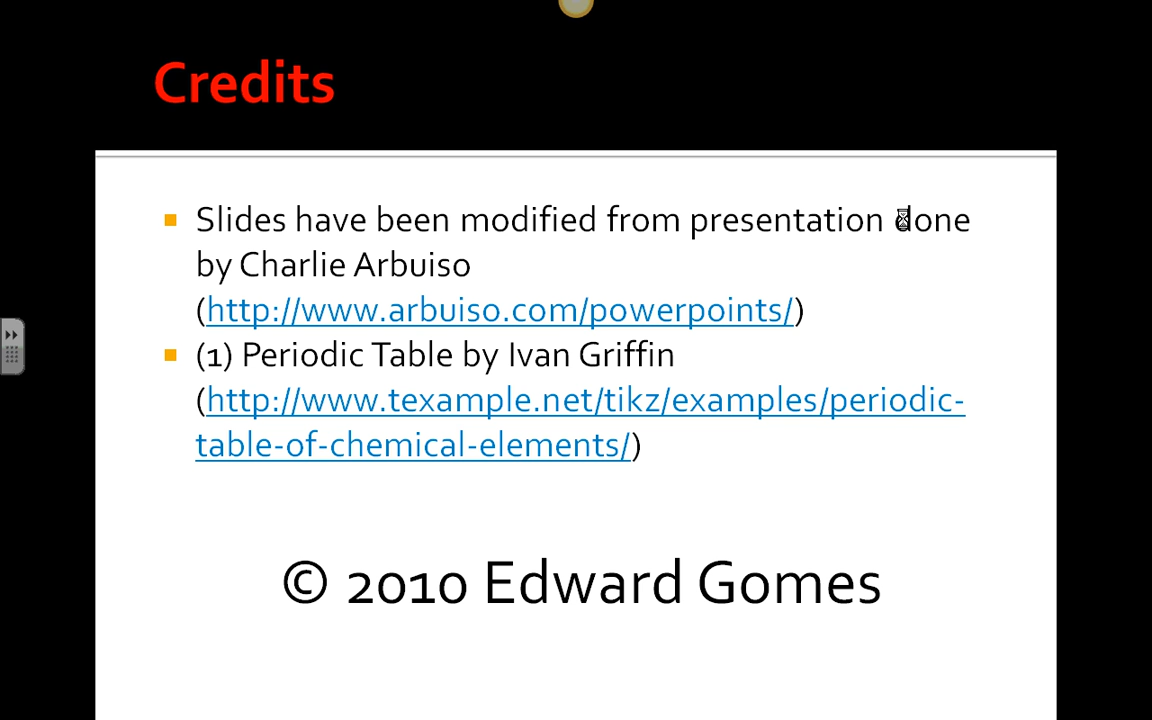 Credits
Slides have been modified from presentation done
by Charlie Arbuiso
(http://www.arbuiso.com/powerpoints/)
(1) Periodic Table by Ivan Griffin
(http://www.texample.net/tikz/examples/periodic-
table-of-chemical-elements/)
© 2010 Edward Gomes